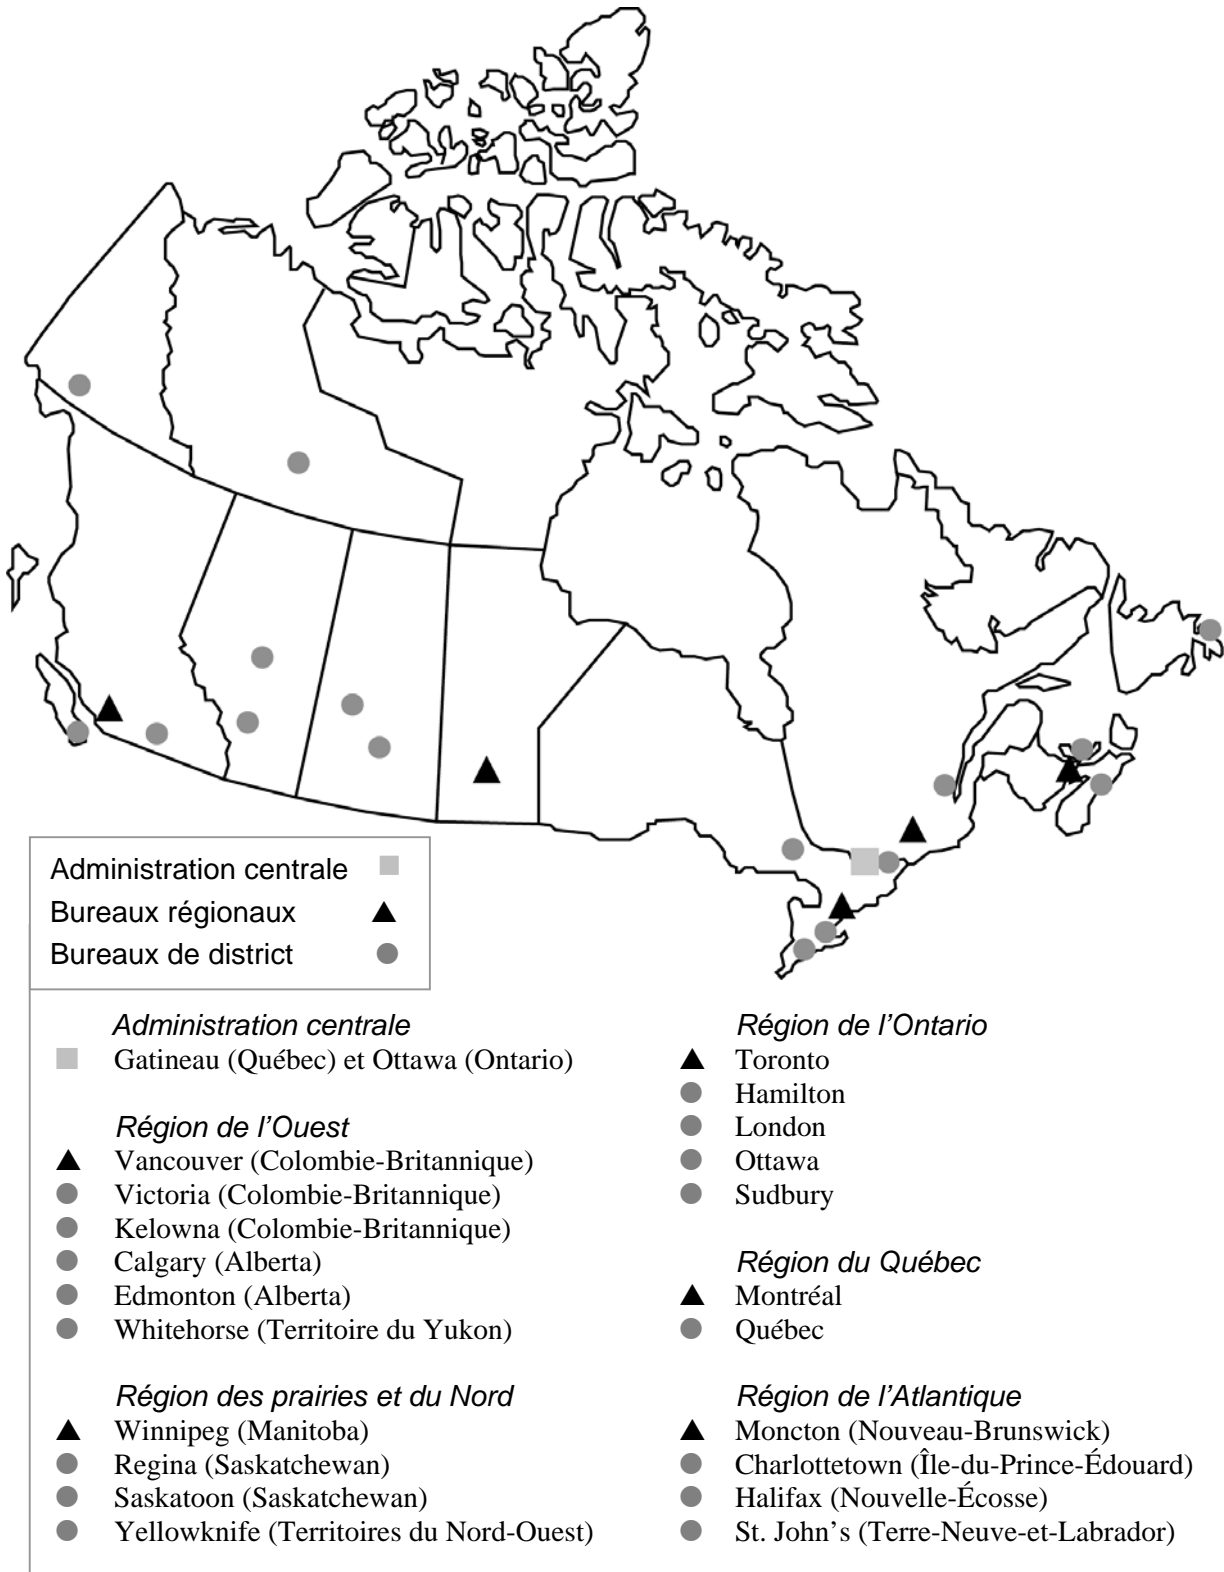 Administration centrale
Bureaux régionaux
Bureaux de district
Administration centrale
Gatineau (Québec) et Ottawa (Ontario)
Région de l’Ouest
Vancouver (Colombie-Britannique)
Victoria (Colombie-Britannique)
Kelowna (Colombie-Britannique)
Calgary (Alberta)
Edmonton (Alberta)
Whitehorse (Territoire du Yukon)
Région des prairies et du Nord
Winnipeg (Manitoba)
Regina (Saskatchewan)
Saskatoon (Saskatchewan)
Yellowknife (Territoires du Nord-Ouest)
Région de l’Ontario
Toronto
Hamilton
London
Ottawa
Sudbury
Région du Québec
Montréal
Québec
Région de l’Atlantique
Moncton (Nouveau-Brunswick)
Charlottetown (Île-du-Prince-Édouard)
Halifax (Nouvelle-Écosse)
St. John’s (Terre-Neuve-et-Labrador)